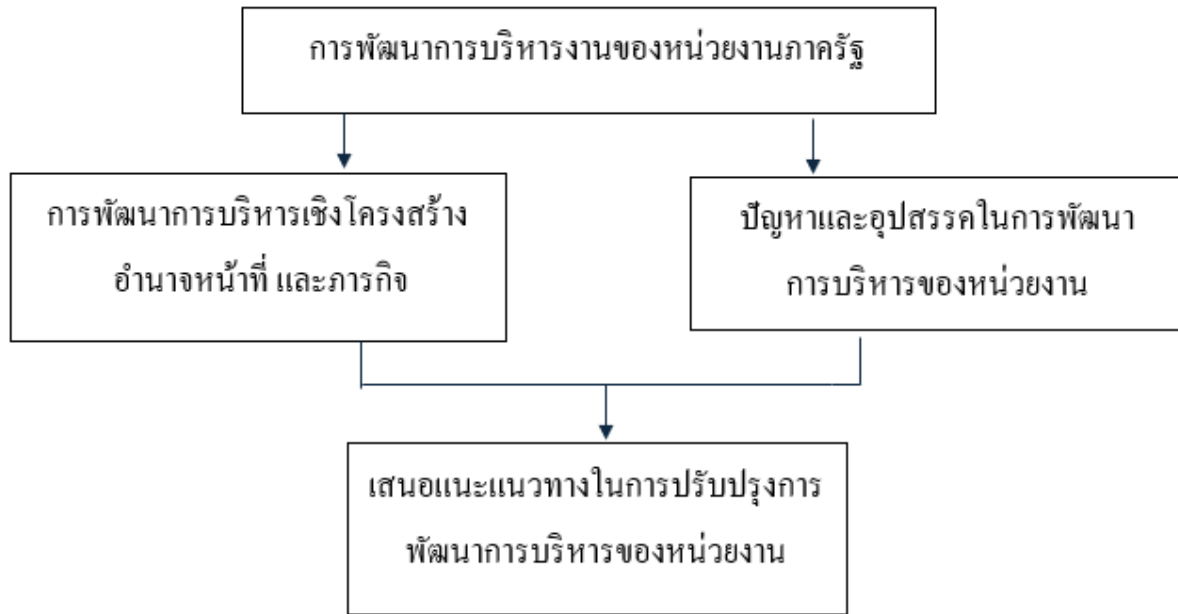 การพัฒนาการบริหารงานของหน่วยงานภาครัฐ
การพัฒนาการบริหารเชิงโครงสร้าง
อำนาจหน้าที่ และภารกิจ
ปัญหาและอุปสรรคในการพัฒนา
การบริหารของหน่วยงาน
เสนอแนะแนวทางในการปรับปรุงการ
พัฒนาการบริหารของหน่วยงาน